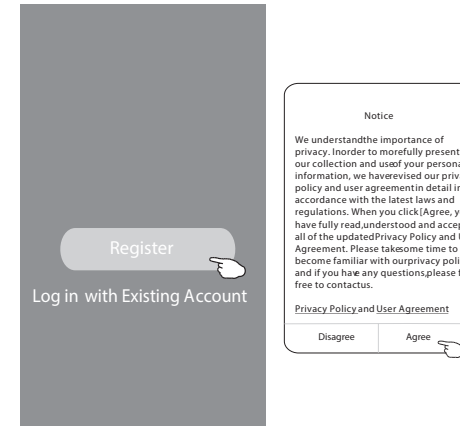 Register
Log in with Existing Account
Notice
We understandthe importance of
privacy. Inorder to morefully present
our collection and useof your
information, we haverevised our
policy and user agreementin detail
accordance with the latest laws and
regulations. When you click[Agree,
have fully read,understood and
all of the updatedPrivacy Policy and
Agreement. Please takesome time to
become familiar with ourprivacy
and if you have any questions,please
free to contactus.
Privacy Policy and User Agreement
Disagree Agree